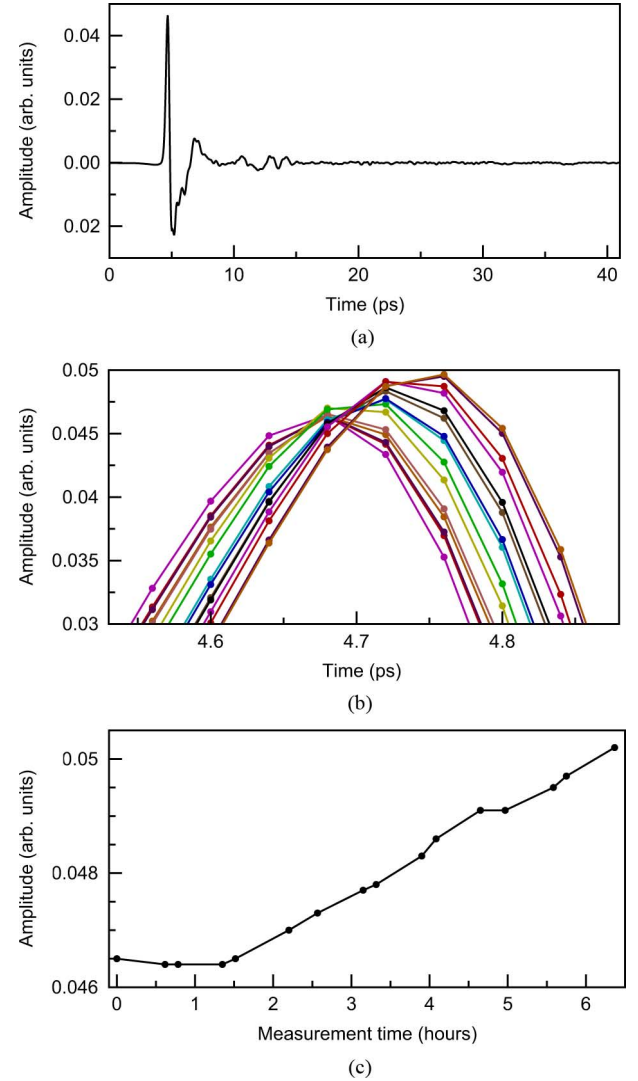 Amplitude (arb. units)
0.04
0.02
0.00
0.02
0 10 20 30 40
Time (ps)
(a)
Amplitude (arb. units)
0.05
0.045
0.04
0.035
0.03
4.6 4.7 4.8
Time (ps)
(b)
Amplitude (arb. units)
0.05
0.048
0.046
0 1 2 3 4 5 6
Measurement time (hours)
(c)